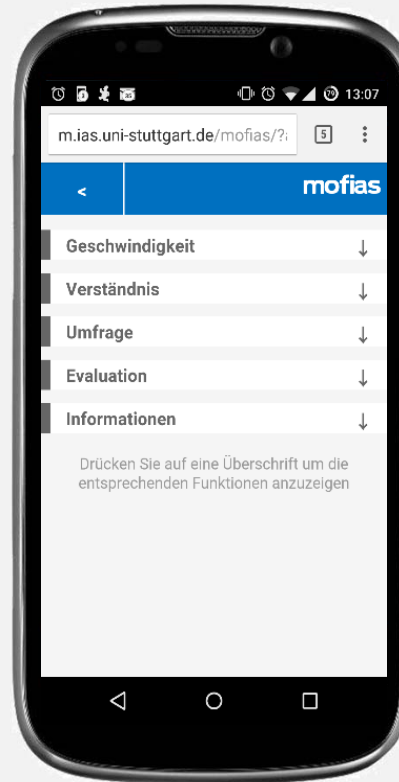 70 13:07
m.ias.uni-stuttgart.de/mofias/?a 5
< mofias
Geschwindigkeit ↓
Verständnis ↓
Umfrage ↓
Evaluation ↓
Informationen ↓
Drücken Sie auf eine Überschrift um die
entsprechenden Funktionen anzuzeigen